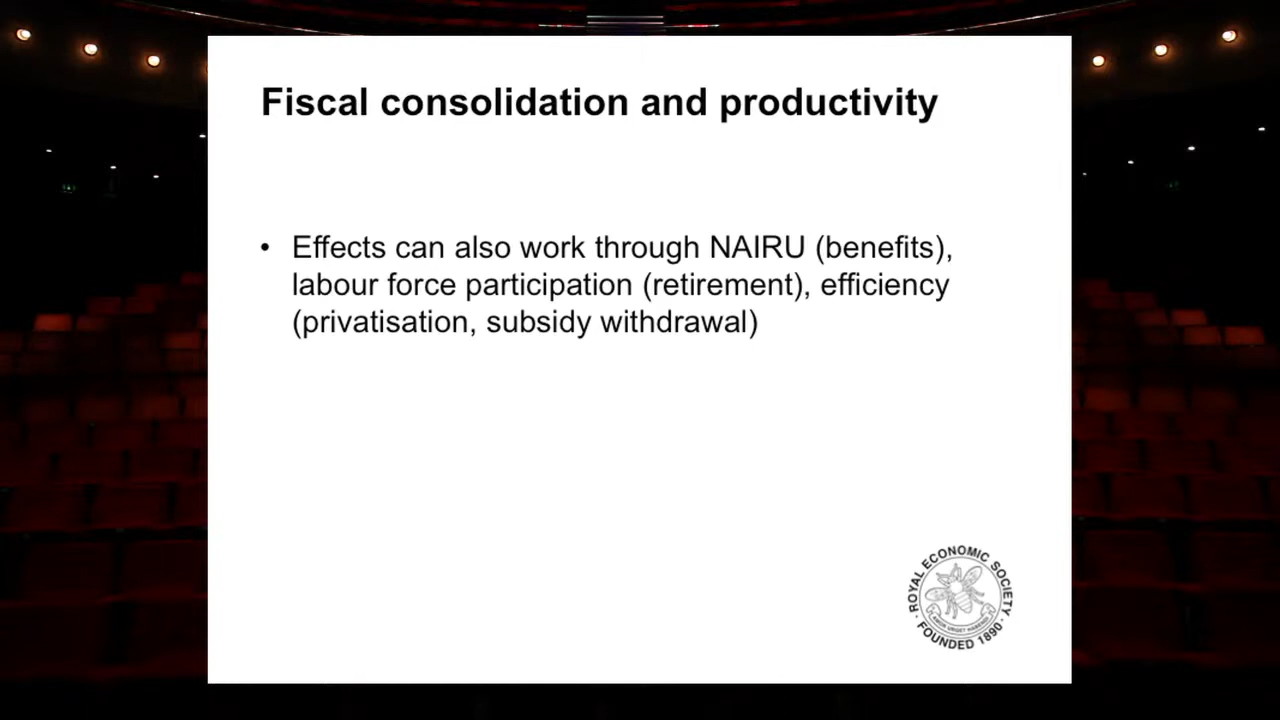 Fiscal consolidation and productivity
• Effects can also work through NAIRU (benefits),
labour force participation (retirement), efficiency
(privatisation, subsidy withdrawal)
ROYAL ECONOMIC SOCIETY
· FOUNDED 1890 ·